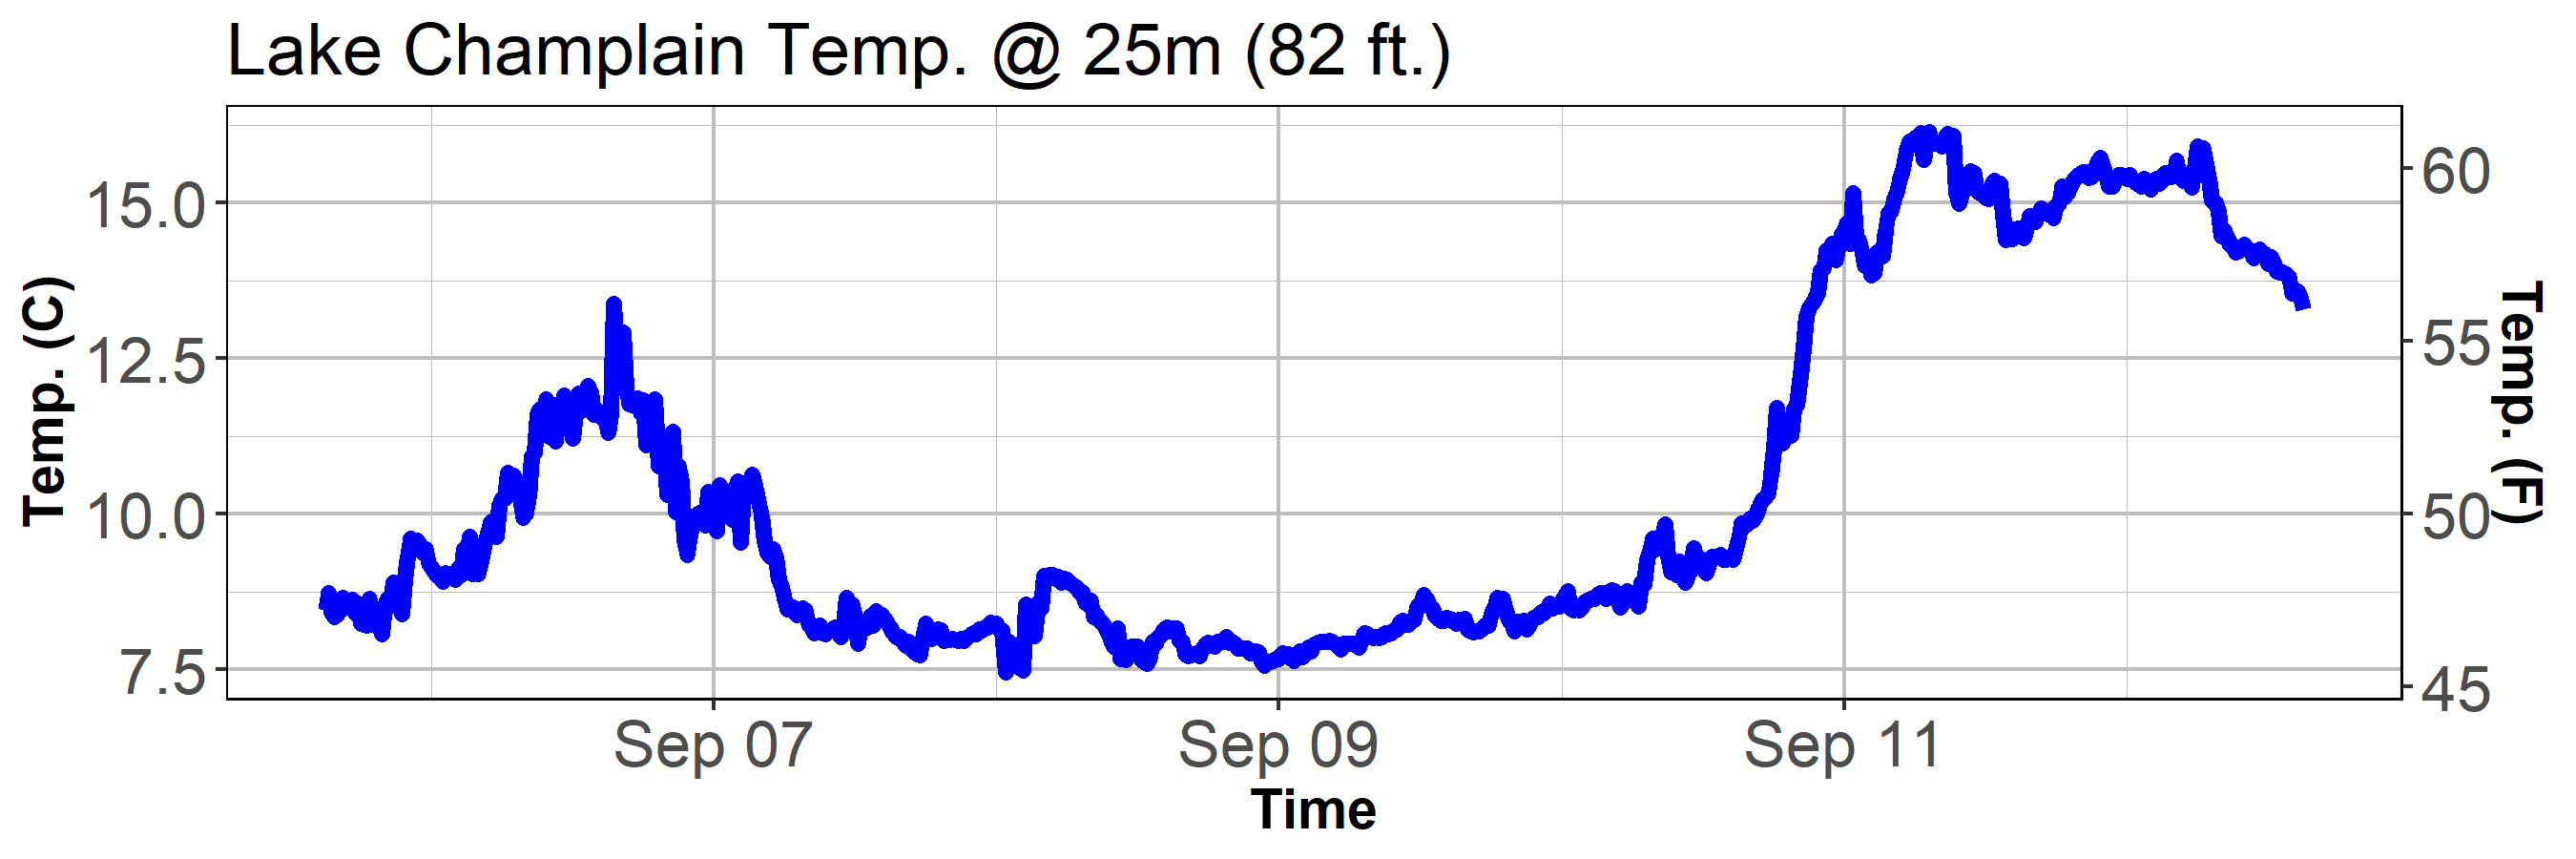 Lake Champlain Temp. @ 25m (82 ft.)
Temp. (C)
15.0
12.5
10.0
7.5
60
55
50
45
Temp. (F)
Sep 07 Sep 09 Sep 11
Time